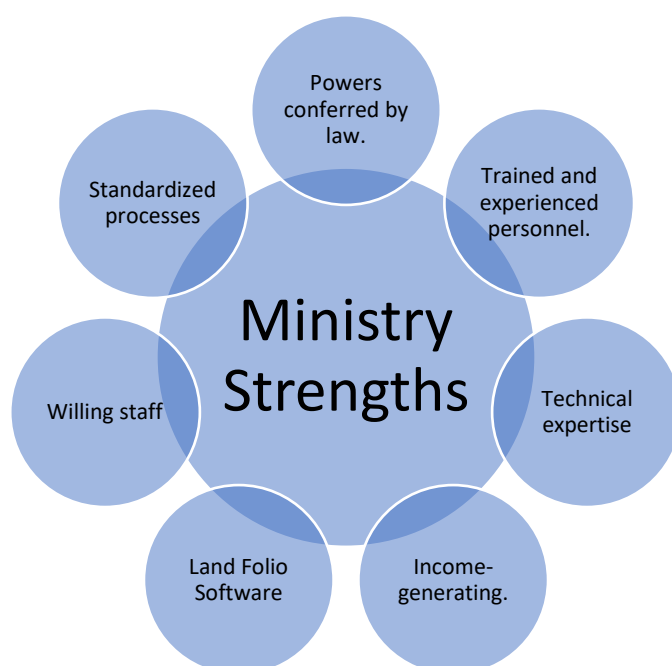 Powers
conferred by
law.
Trained and
experienced
personnel.
Technical
expertise
Income-
generating.
Land Folio
Software
Willing staff
Standardized
processes
Ministry
Strengths